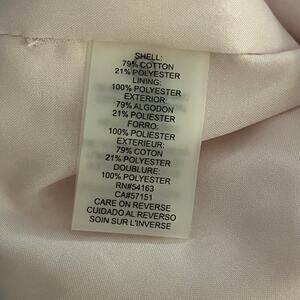 SHELL:
79% COTTON
21% POLYESTER
LINING:
100% POLYESTER
EXTERIOR:
79% ALGODON
21% POLIESTER
FORRO:
100% POLIESTER
EXTERIEUR:
79% COTON
21% POLYESTER
DOUBLURE:
100% POLYESTER
RN#54163
CA#57151
CARE ON REVERSE
CUIDADO AL REVERSO
SOIN SUR L'INVERSE